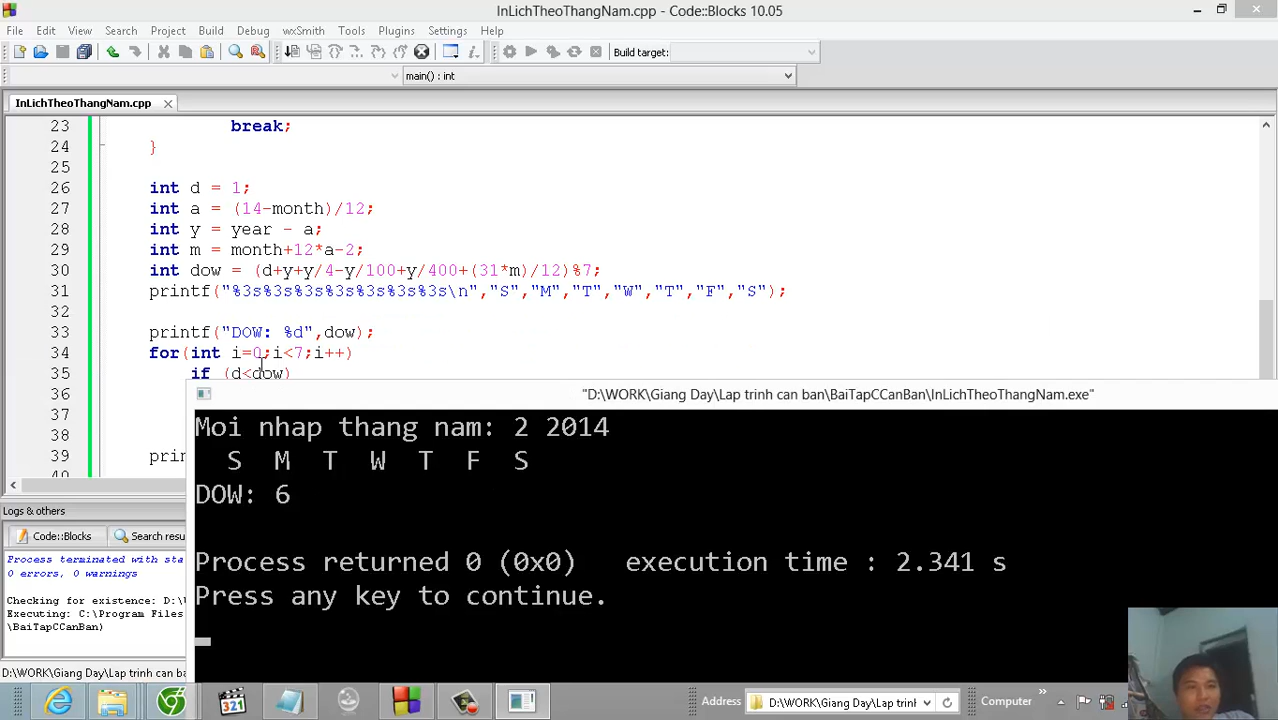 InLichTheoThangNam.cpp - Code::Blocks 10.05
File Edit View Search Project Build Debug wxSmith Tools Plugins Settings Help
Build target:
main() : int
InLichTheoThangNam.cpp
23 break;
24 }
25
26 int d = 1;
27 int a = (14-month)/12;
28 int y = year - a;
29 int m = month+12*a-2;
30 int dow = (d+y+y/4-y/100+y/400+(31*m)/12)%7;
31 printf("%3s%3s%3s%3s%3s%3s%3s\n","S","M","T","W","T","F","S");
32
33 printf("DOW: %d",dow);
34 for(int i=0;i<7;i++)
35 if (d<dow)
36
37
38
39 prin
40
"D:\WORK\Giang Day\Lap trinh can ban\BaiTapCCanBan\InLichTheoThangNam.exe"
Moi nhap thang nam: 2 2014
S M T W T F S
DOW: 6
Process returned 0 (0x0) execution time : 2.341 s
Press any key to continue.
Logs & others
Code::Blocks Search resu
Process terminated with sta
0 errors, 0 warnings
Checking for existence: D:\
Executing: C:\Program Files
\BaiTapCCanBan)
D:\WORK\Giang Day\Lap trinh can ba
321
Address D:\WORK\Giang Day\Lap trinł Computer